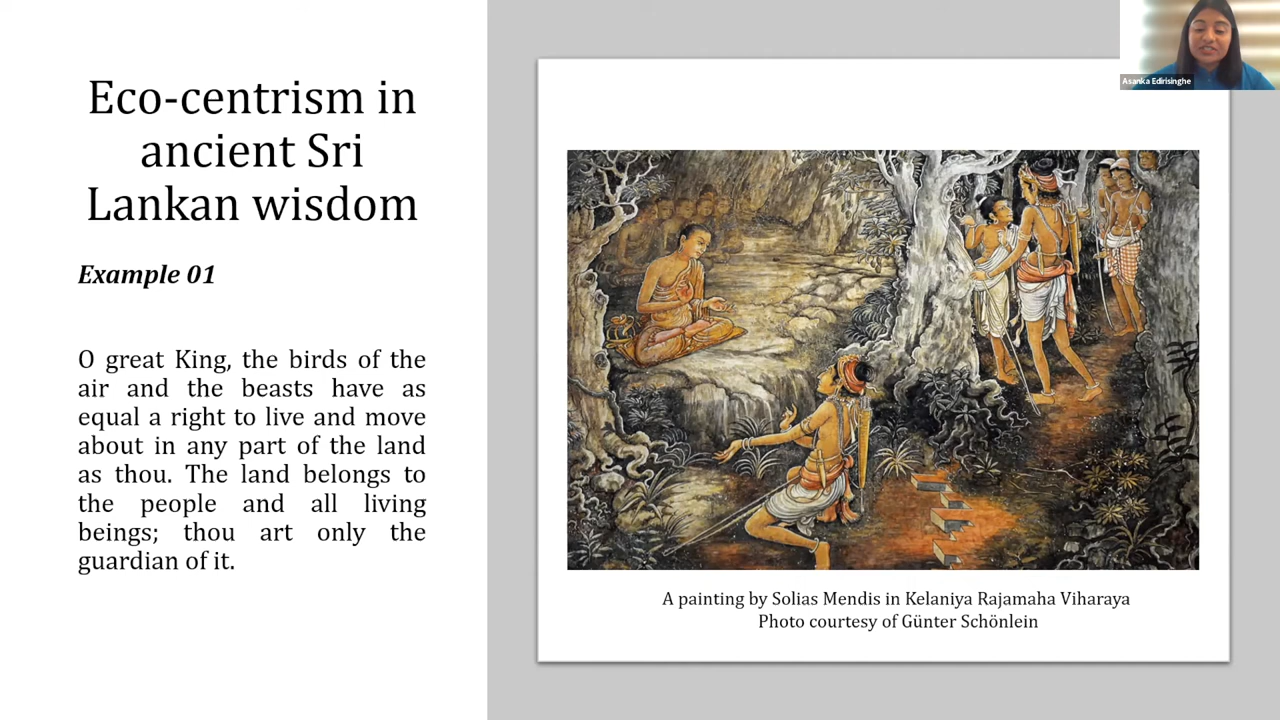 Eco-centrism in
ancient Sri
Lankan wisdom
Example 01
O great King, the birds of the
air and the beasts have as
equal a right to live and move
about in any part of the land
as thou. The land belongs to
the people and all living
beings; thou art only the
guardian of it.
Asanka Edirisinghe
A painting by Solias Mendis in Kelaniya Rajamaha Viharaya
Photo courtesy of Günter Schönlein